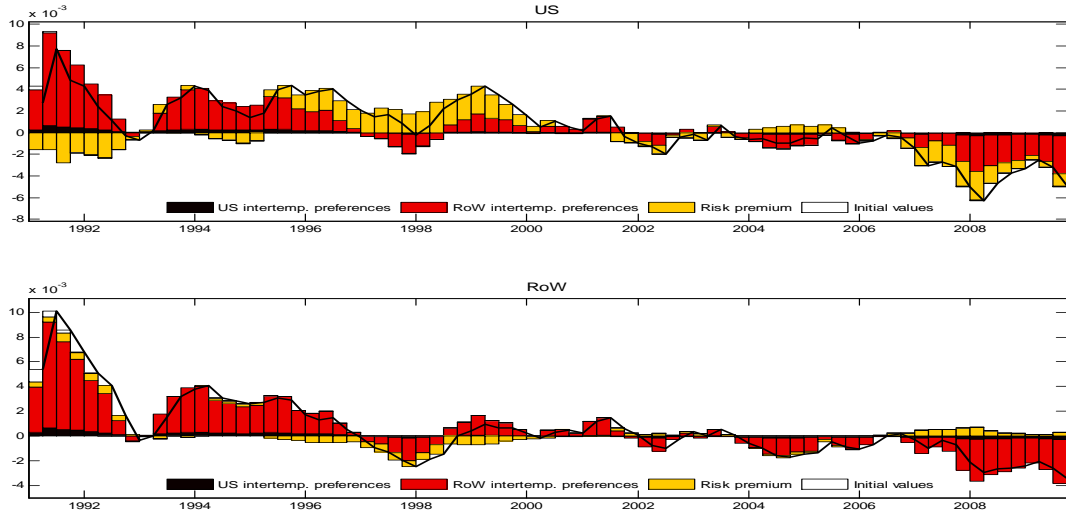 US
x 10 -3
10
8
6
4
2
0
-2
-4
-6
-8
US intertemp. preferences RoW intertemp. preferences Risk premium Initial values
1992 1994 1996 1998 2000 2002 2004 2006 2008
RoW
x 10 -3
10
8
6
4
2
0
-2
-4
US intertemp. preferences RoW intertemp. preferences Risk premium Initial values
1992 1994 1996 1998 2000 2002 2004 2006 2008